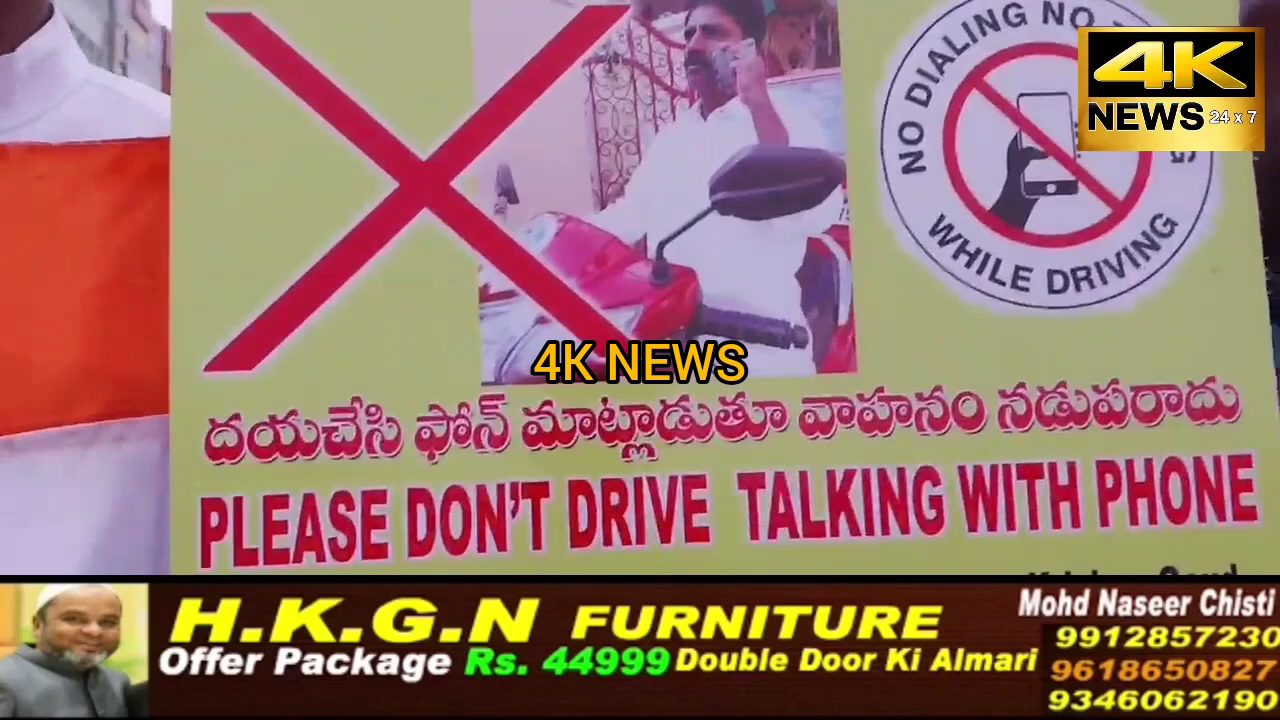 NO DIALING NO
WHILE DRIVING
4K
NEWS 24 x 7
4K NEWS
దయచేసి ఫోన్ మాట్లాడుతూ వాహనం నడుపరాదు
PLEASE DON'T DRIVE TALKING WITH PHONE
H.K.G.N FURNITURE
Offer Package Rs. 44999 Double Door Ki Almari
Mohd Naseer Chisti
9912857230
9618650827
9346062190